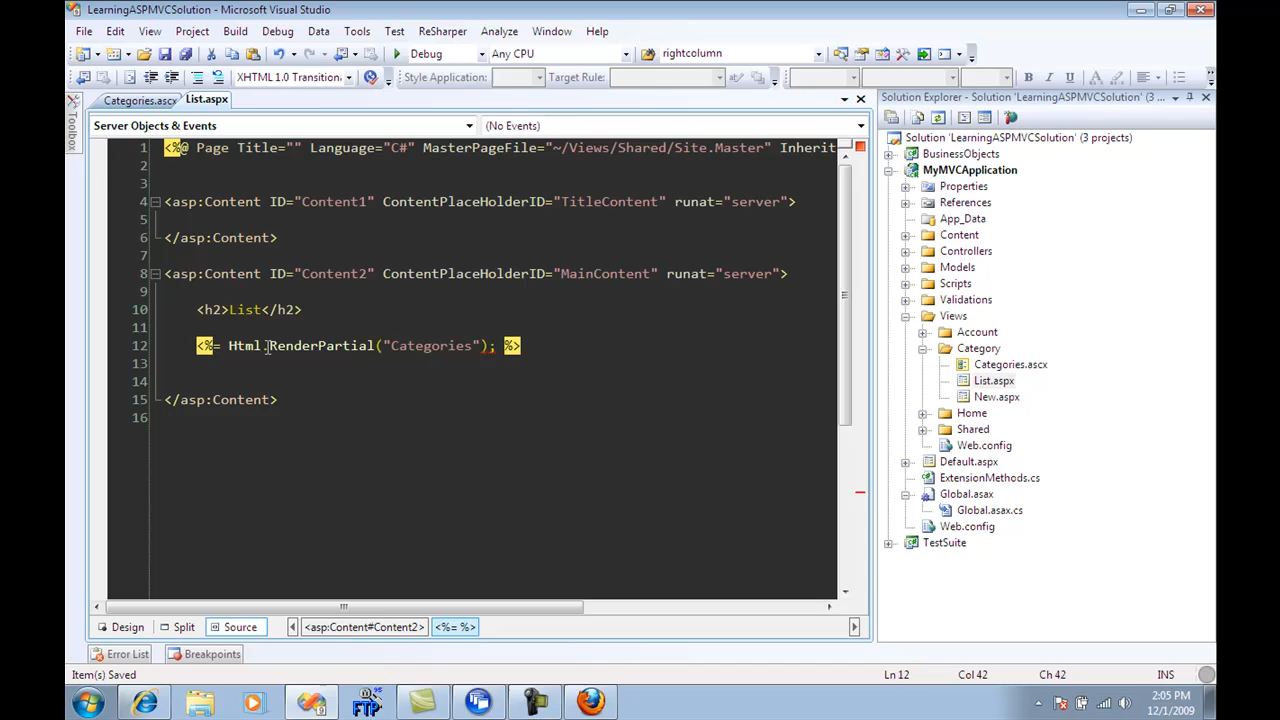 LearningASPMVCSolution - Microsoft Visual Studio
File Edit View Project Build Debug Data Tools Test ReSharper Analyze Window Help
Debug Any CPU rightcolumn
XHTML 1.0 Transition Style Application: Target Rule: B I U A
Toolbox
Categories.ascx List.aspx
Server Objects & Events (No Events)
1 <%@ Page Title="" Language="C#" MasterPageFile="~/Views/Shared/Site.Master" Inherit
2
3
4 <asp:Content ID="Content1" ContentPlaceHolderID="TitleContent" runat="server">
5
6 </asp:Content>
7
8 <asp:Content ID="Content2" ContentPlaceHolderID="MainContent" runat="server">
9
10 <h2>List</h2>
11
12 <%= Html.RenderPartial("Categories"); %>
13
14
15 </asp:Content>
16
Design Split Source <asp:Content#Content2> <%= %>
Error List Breakpoints
Item(s) Saved Ln 12 Col 42 Ch 42 INS
Solution Explorer - Solution 'LearningASPMVCSolution' (3 ...
Solution 'LearningASPMVCSolution' (3 projects)
BusinessObjects
MyMVCApplication
Properties
References
App_Data
Content
Controllers
Models
Scripts
Validations
Views
Account
Category
Categories.ascx
List.aspx
New.aspx
Home
Shared
Web.config
Default.aspx
ExtensionMethods.cs
Global.asax
Global.asax.cs
Web.config
TestSuite
FTP
2:05 PM
12/1/2009